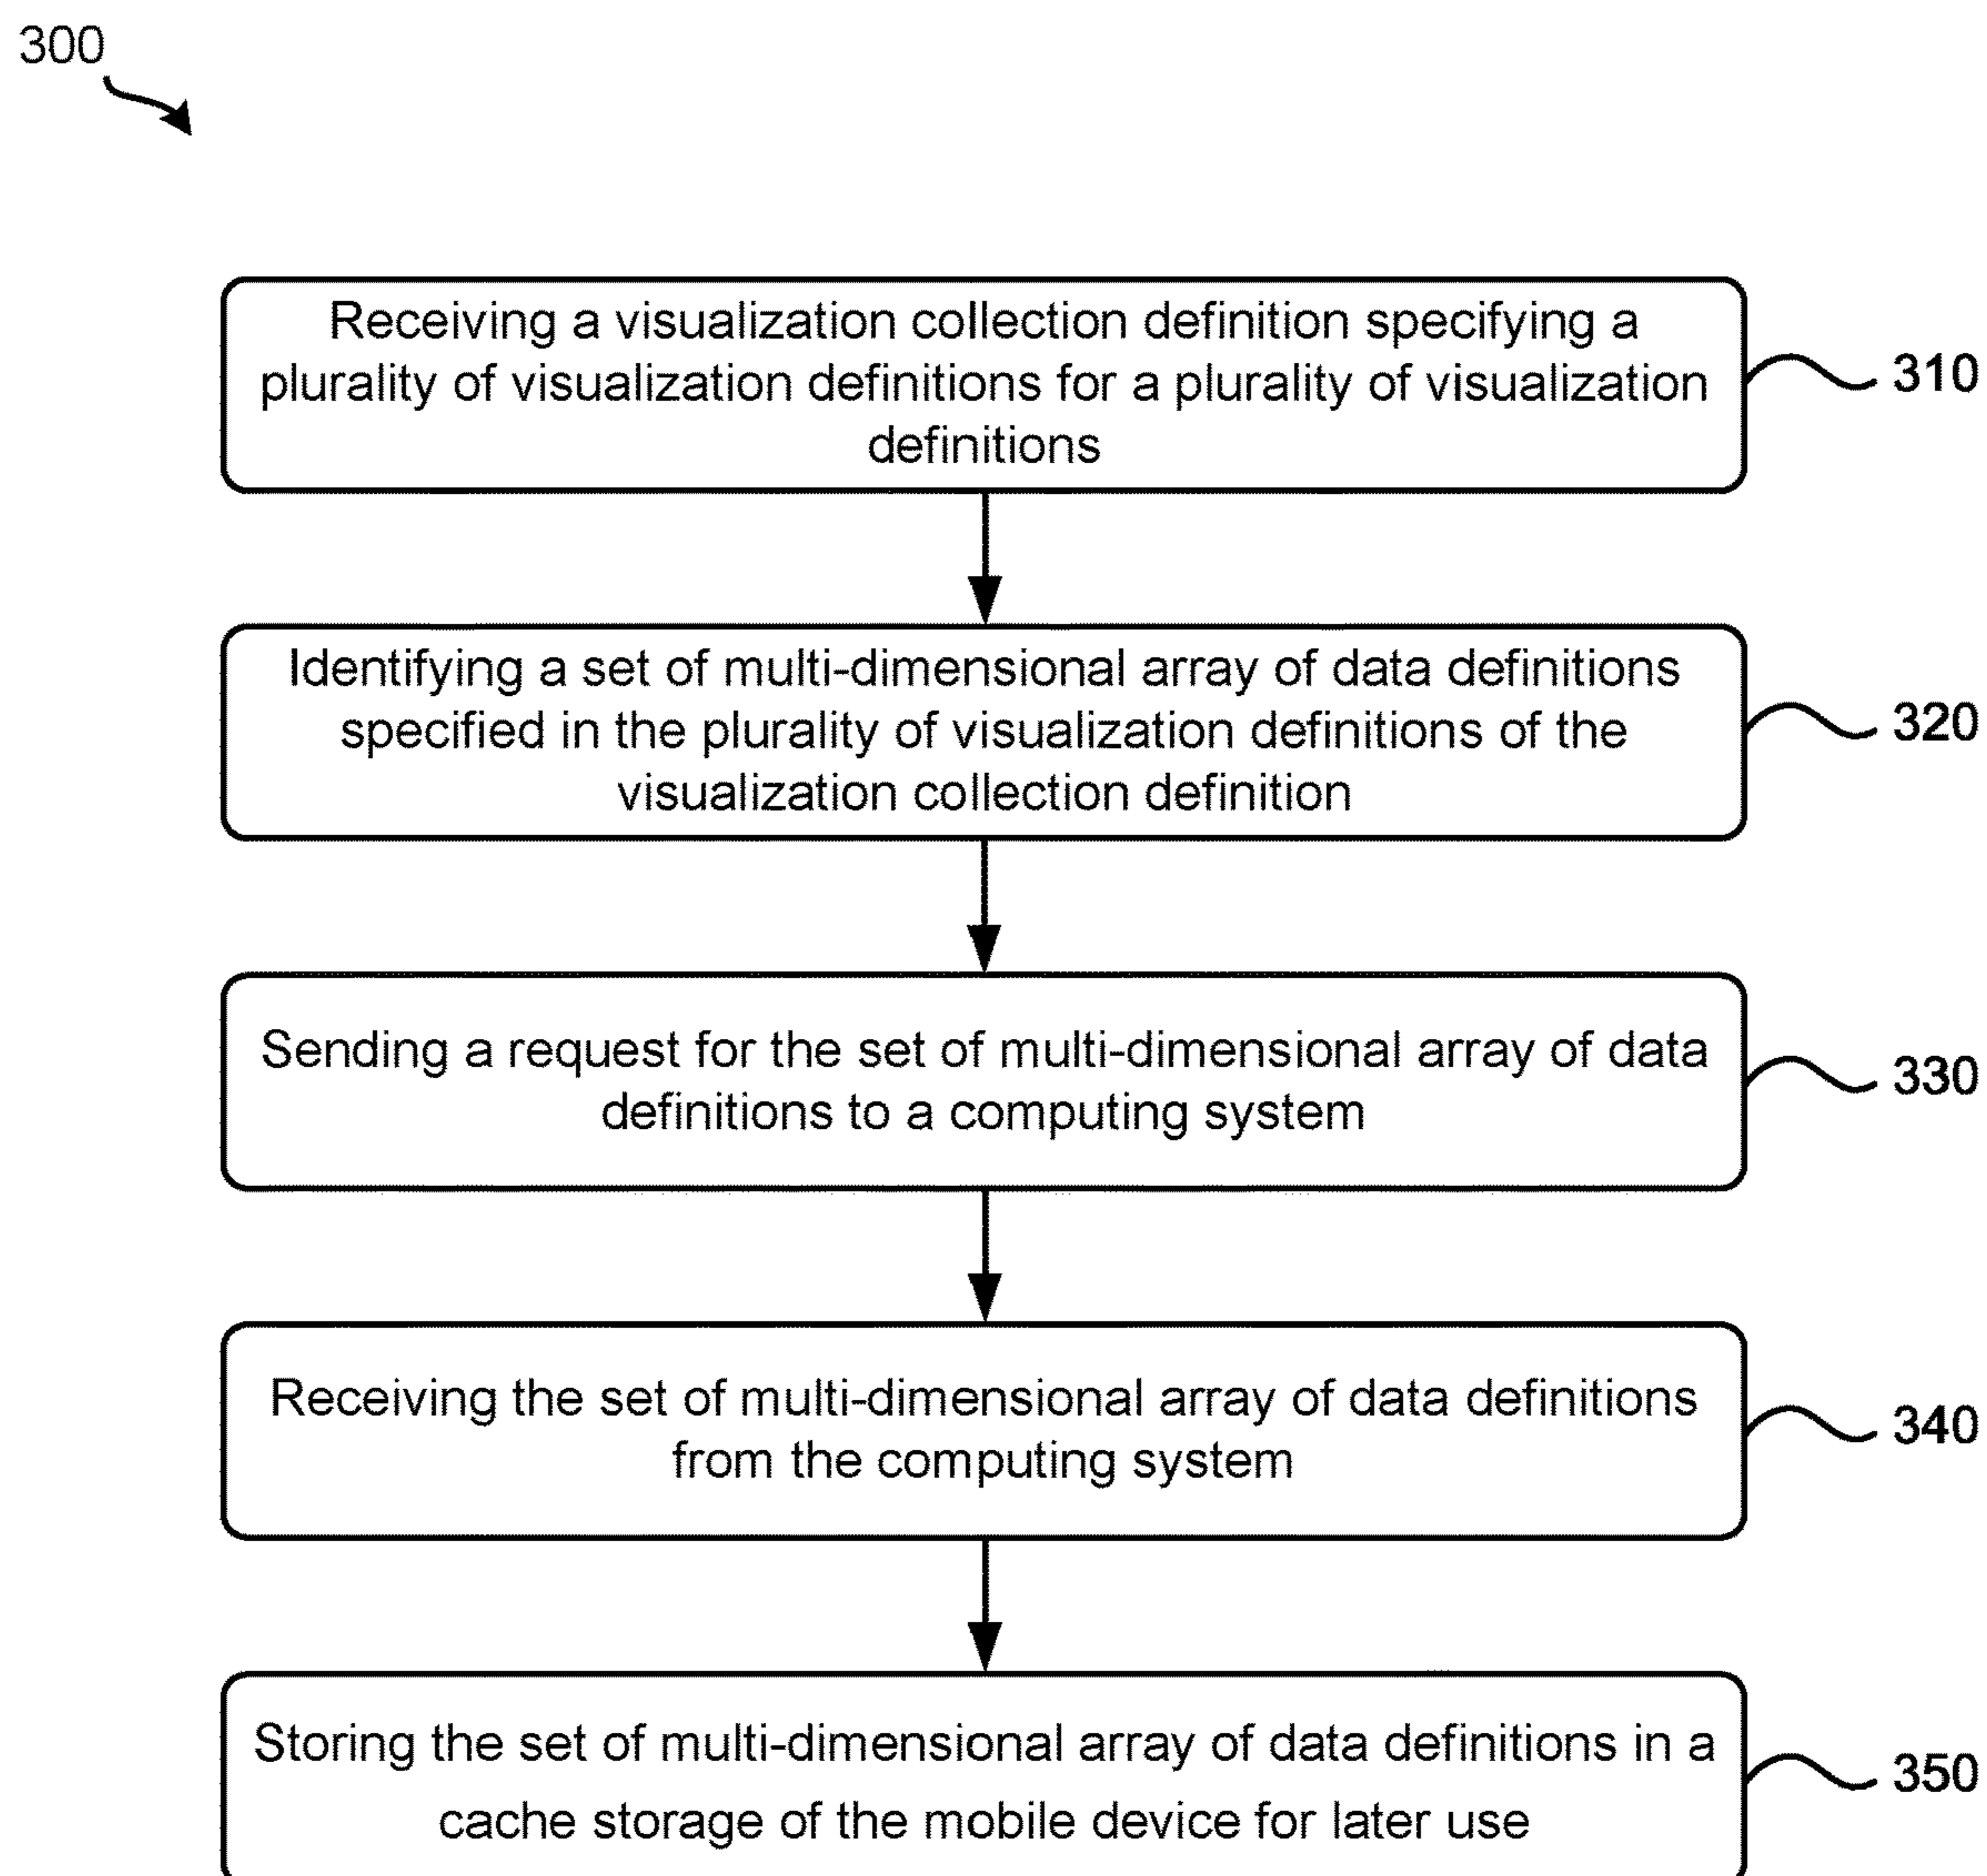 300
Receiving a visualization collection definition specifying a
plurality of visualization definitions for a plurality of visualization
definitions
310
Identifying a set of multi-dimensional array of data definitions
specified in the plurality of visualization definitions of the
visualization collection definition
320
Sending a request for the set of multi-dimensional array of data
definitions to a computing system
330
Receiving the set of multi-dimensional array of data definitions
from the computing system
340
Storing the set of multi-dimensional array of data definitions in a
cache storage of the mobile device for later use
350